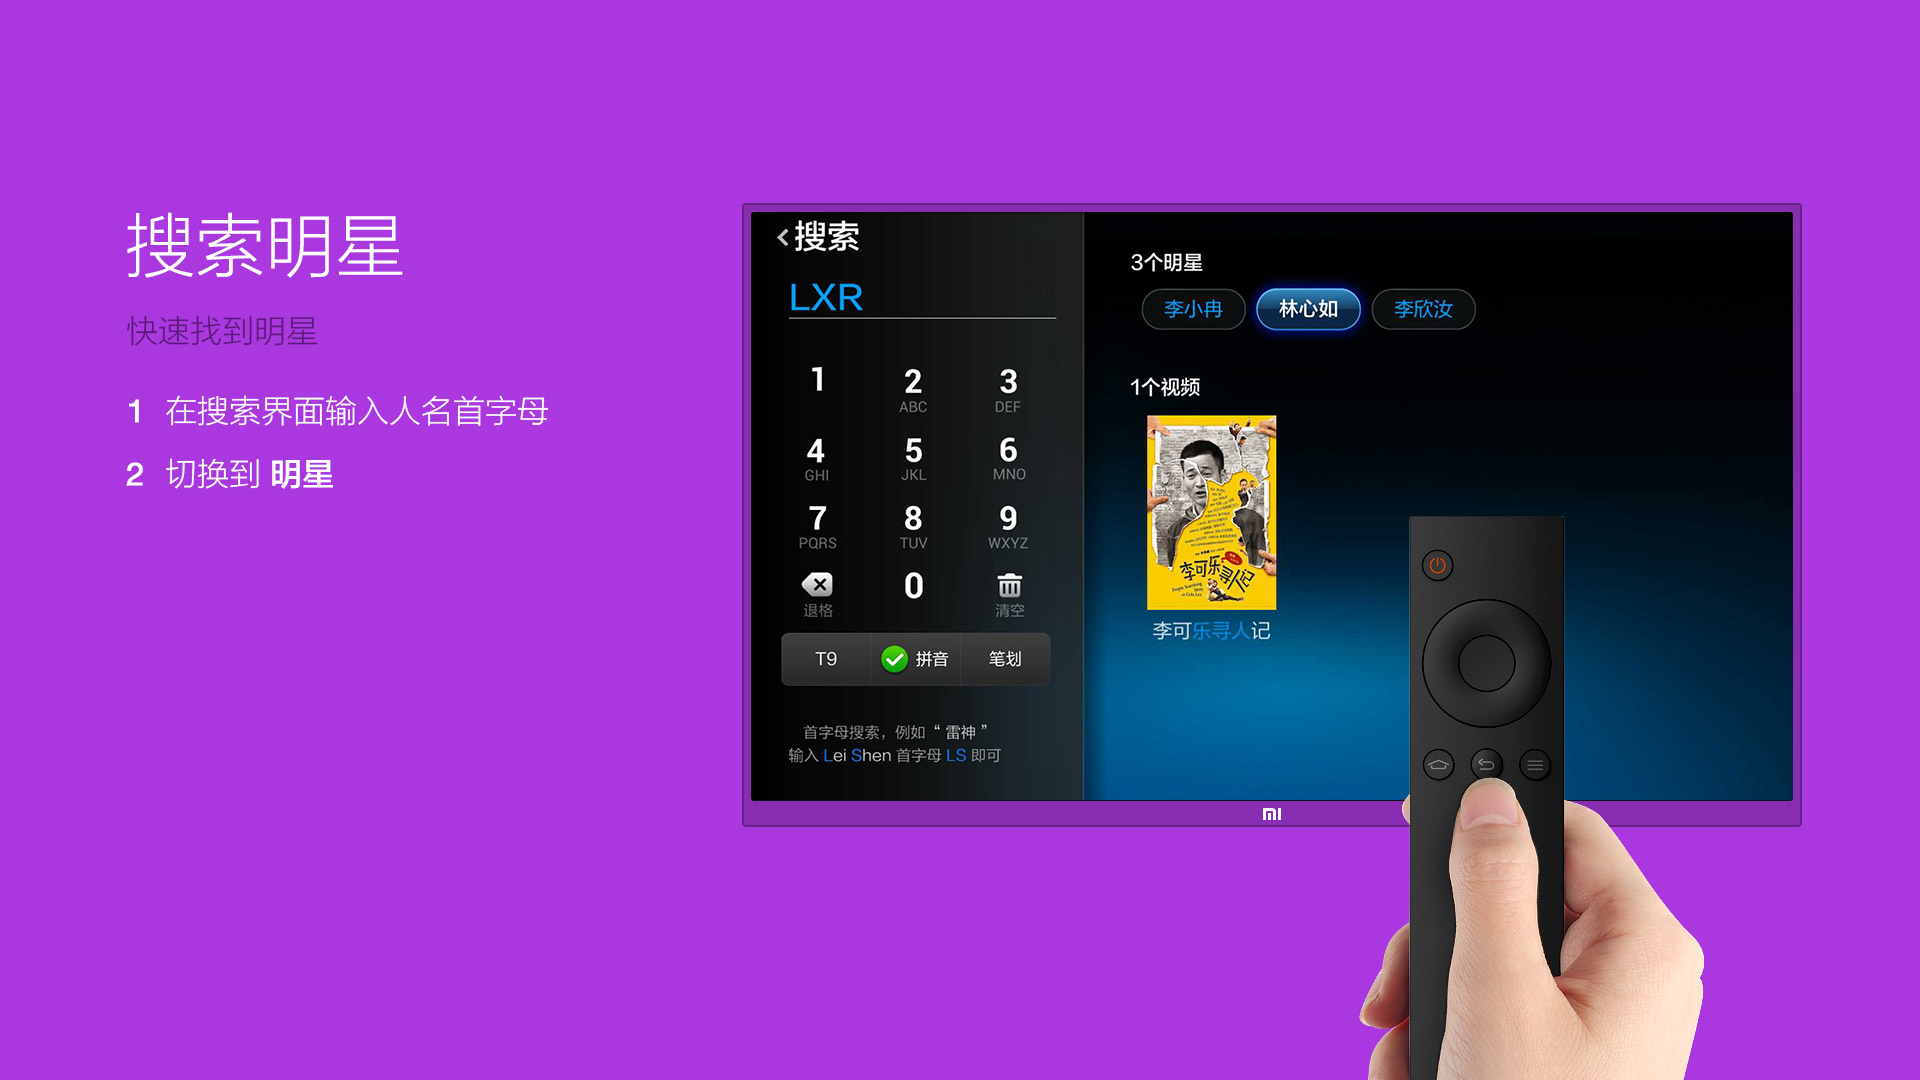 搜索明星
快速找到明星
1 在搜索界面输入人名首字母
2 切换到 明星
搜索
LXR
1
2
3
ABC
DEF
4
5
6
GHI
JKL
MNO
7
8
9
PQRS
TUV
WXYZ
0
退格
清空
T9
拼音
笔划
首字母搜索，例如“雷神”
输入 Lei Shen 首字母 LS 即可
3个明星
李小冉
林心如
李欣汝
1个视频
李可乐寻人记
李可乐寻人记
MI